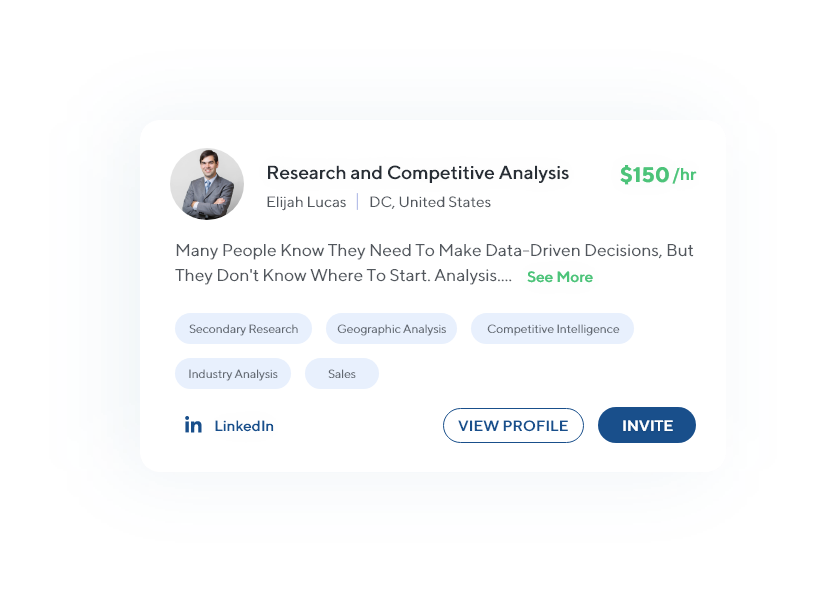 Research and Competitive Analysis
$150/hr
Elijah Lucas | DC, United States
Many People Know They Need To Make Data-Driven Decisions, But
They Don't Know Where To Start. Analysis.... See More
Secondary Research
Geographic Analysis
Competitive Intelligence
Industry Analysis
Sales
in LinkedIn
VIEW PROFILE
INVITE